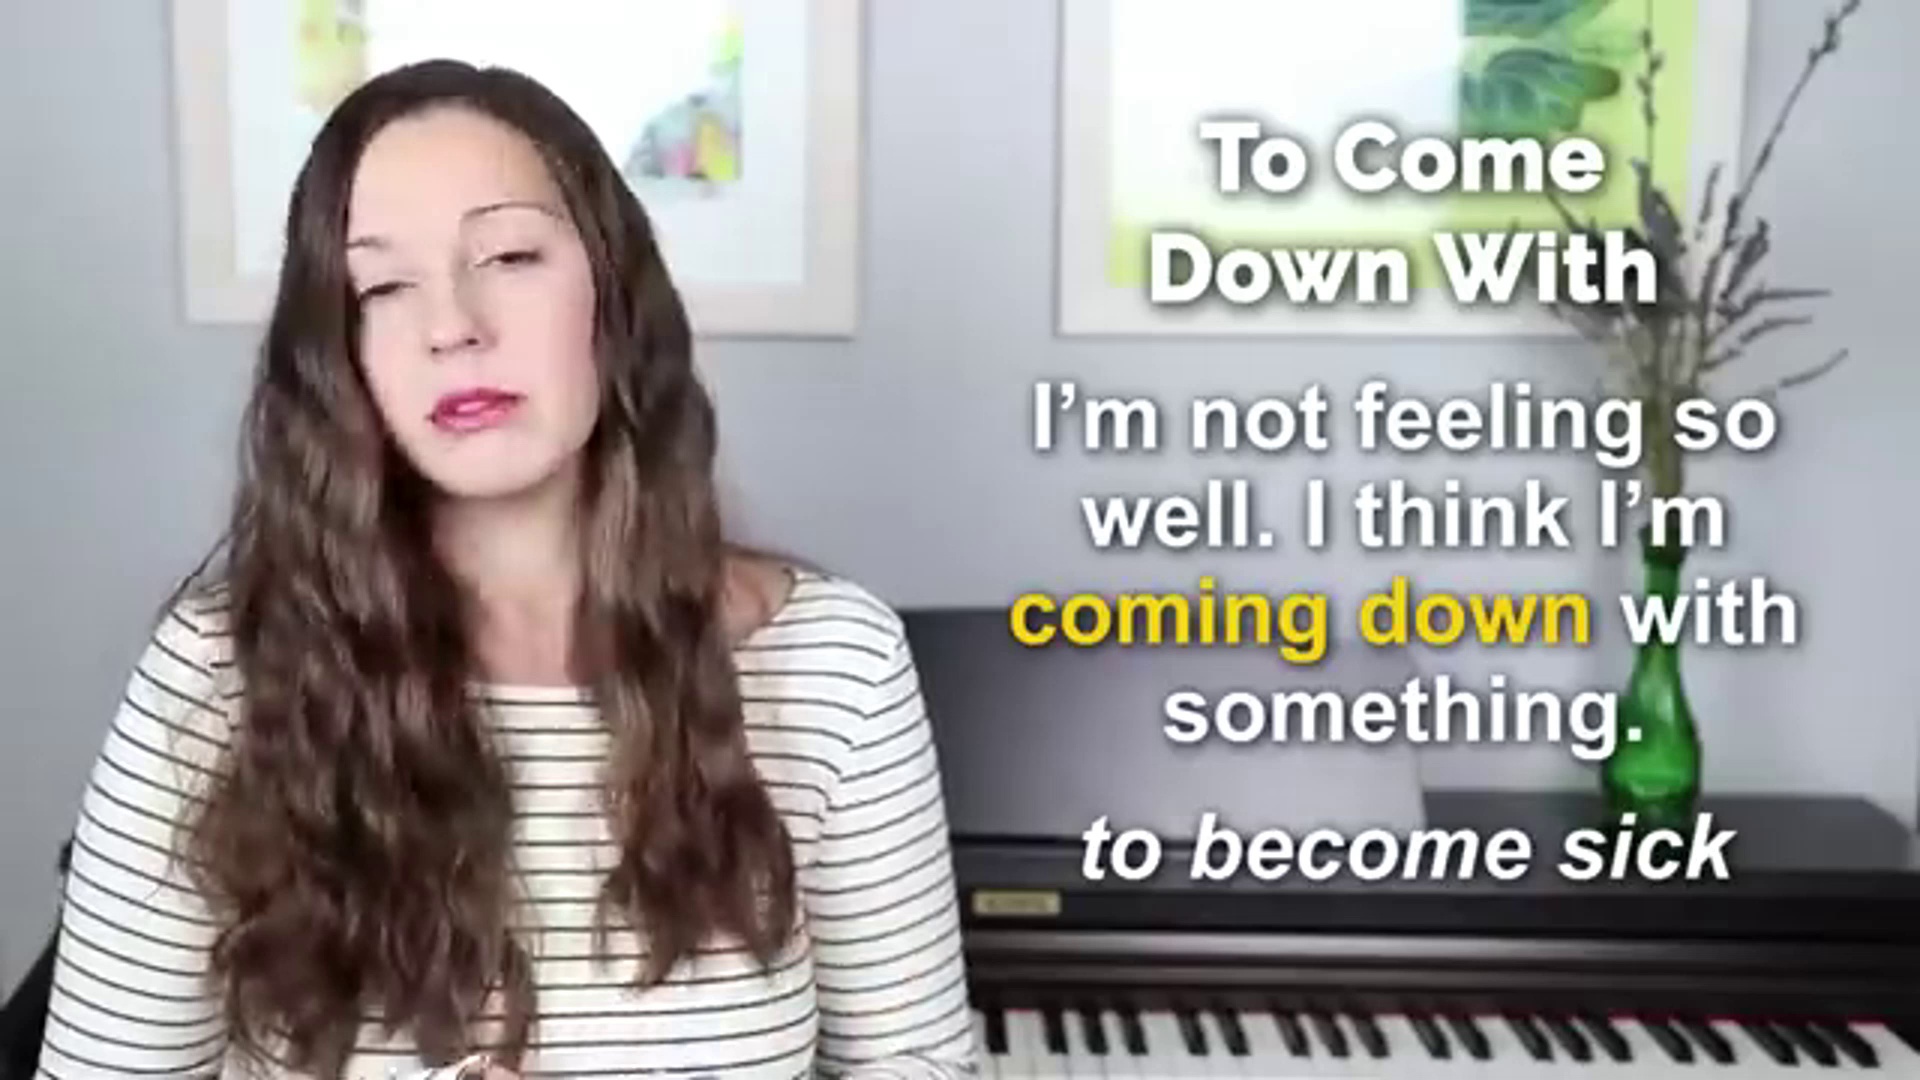 To Come
Down With
I'm not feeling so
well. I think I'm
coming down with
something.
to become sick